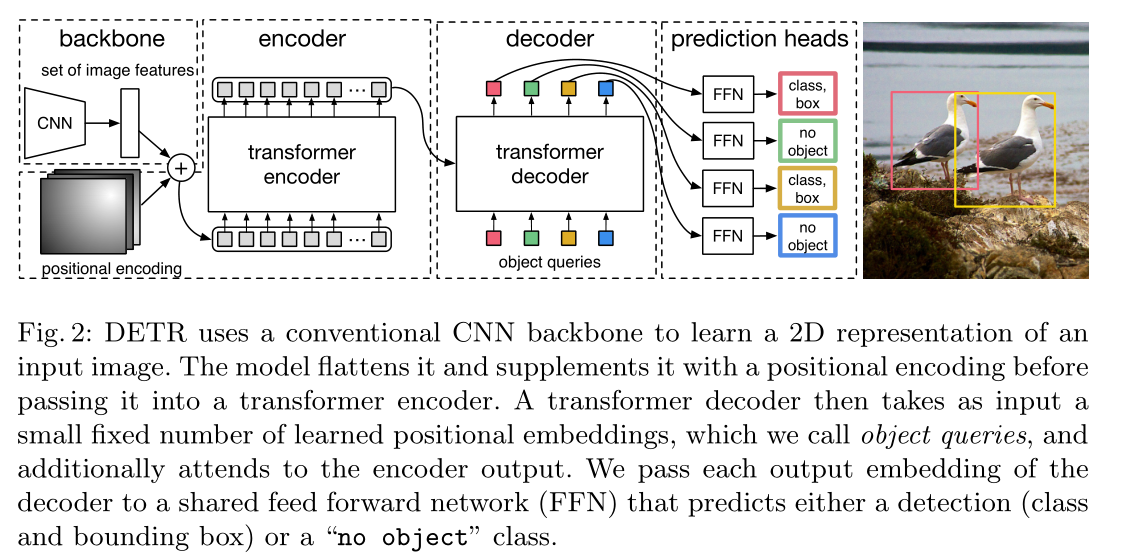 backbone
encoder
decoder
prediction heads
set of image features
CNN
+
positional encoding
...
transformer
encoder
...
transformer
decoder
object queries
FFN
class,
box
FFN
no
object
FFN
class,
box
FFN
no
object
Fig. 2: DETR uses a conventional CNN backbone to learn a 2D representation of an
input image. The model flattens it and supplements it with a positional encoding before
passing it into a transformer encoder. A transformer decoder then takes as input a
small fixed number of learned positional embeddings, which we call object queries, and
additionally attends to the encoder output. We pass each output embedding of the
decoder to a shared feed forward network (FFN) that predicts either a detection (class
and bounding box) or a “no object” class.